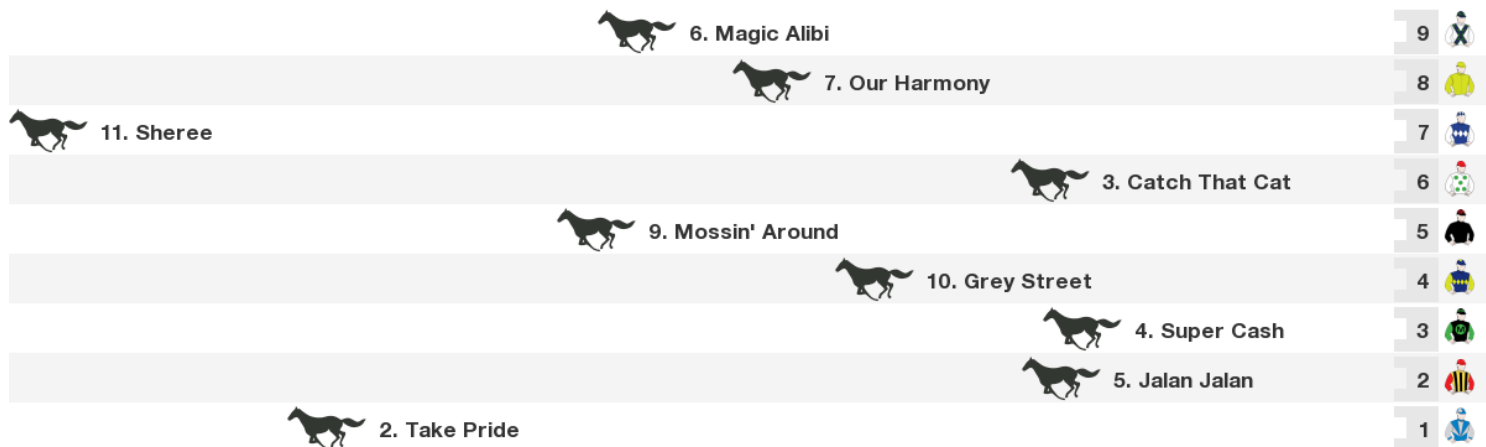 6. Magic Alibi 9
7. Our Harmony 8
11. Sheree 7
3. Catch That Cat 6
9. Mossin' Around 5
10. Grey Street 4
4. Super Cash 3 M
5. Jalan Jalan 2
2. Take Pride 1